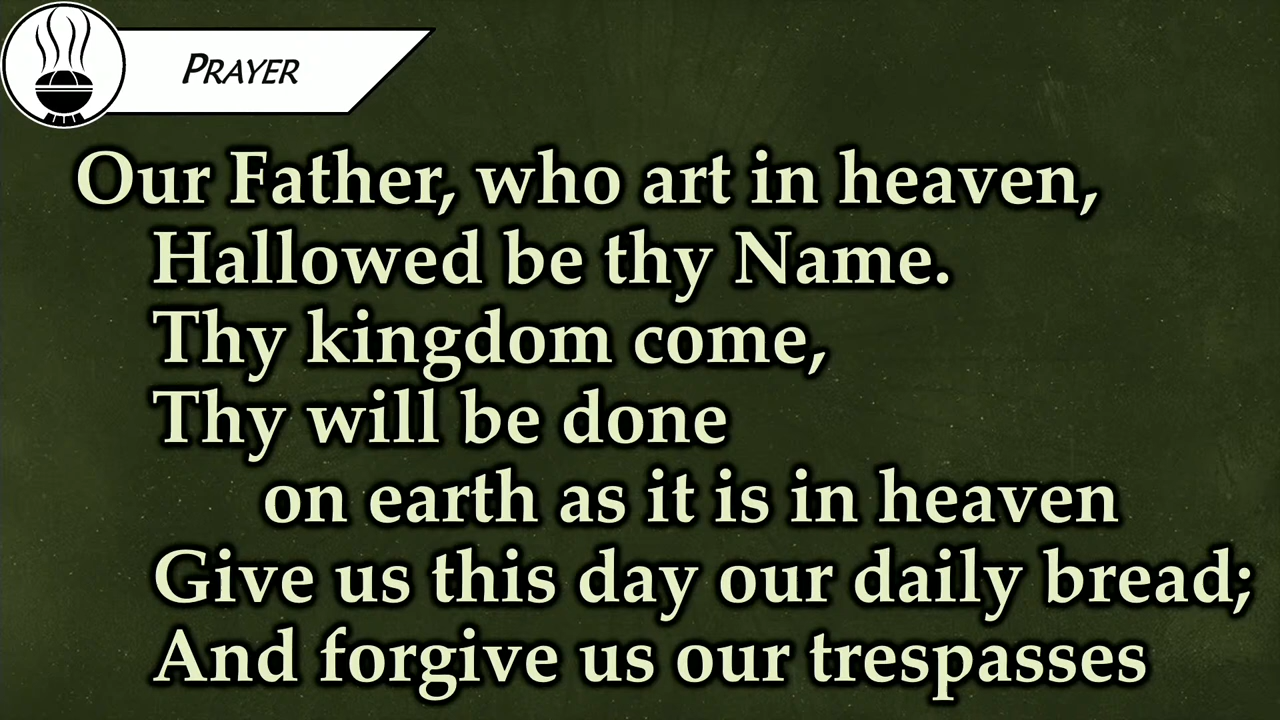 PRAYER
Our Father, who art in heaven,
Hallowed be thy Name.
Thy kingdom come,
Thy will be done
on earth as it is in heaven
Give us this day our daily bread;
And forgive us our trespasses